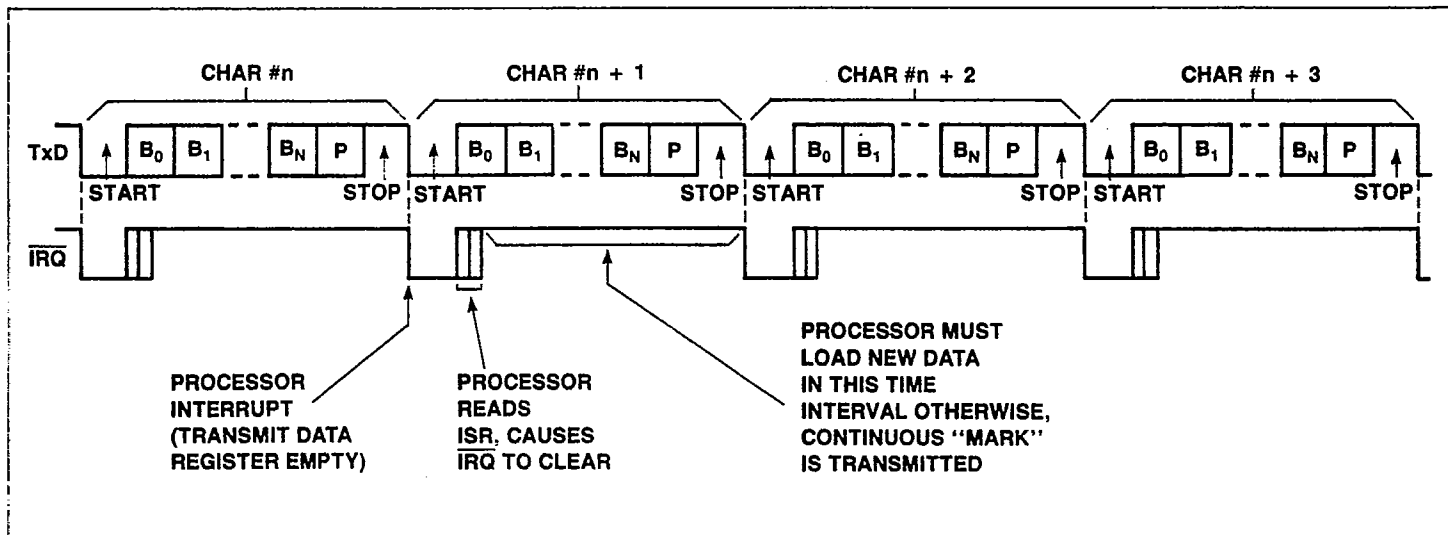 CHAR #n CHAR #n + 1 CHAR #n + 2 CHAR #n + 3
TxD B0 B1 BN P B0 B1 BN P B0 B1 BN P B0 B1 BN P
START STOP START STOP START STOP START STOP
IRQ
PROCESSOR
INTERRUPT
(TRANSMIT DATA
REGISTER EMPTY)
PROCESSOR
READS
ISR, CAUSES
IRQ TO CLEAR
PROCESSOR MUST
LOAD NEW DATA
IN THIS TIME
INTERVAL OTHERWISE,
CONTINUOUS "MARK"
IS TRANSMITTED